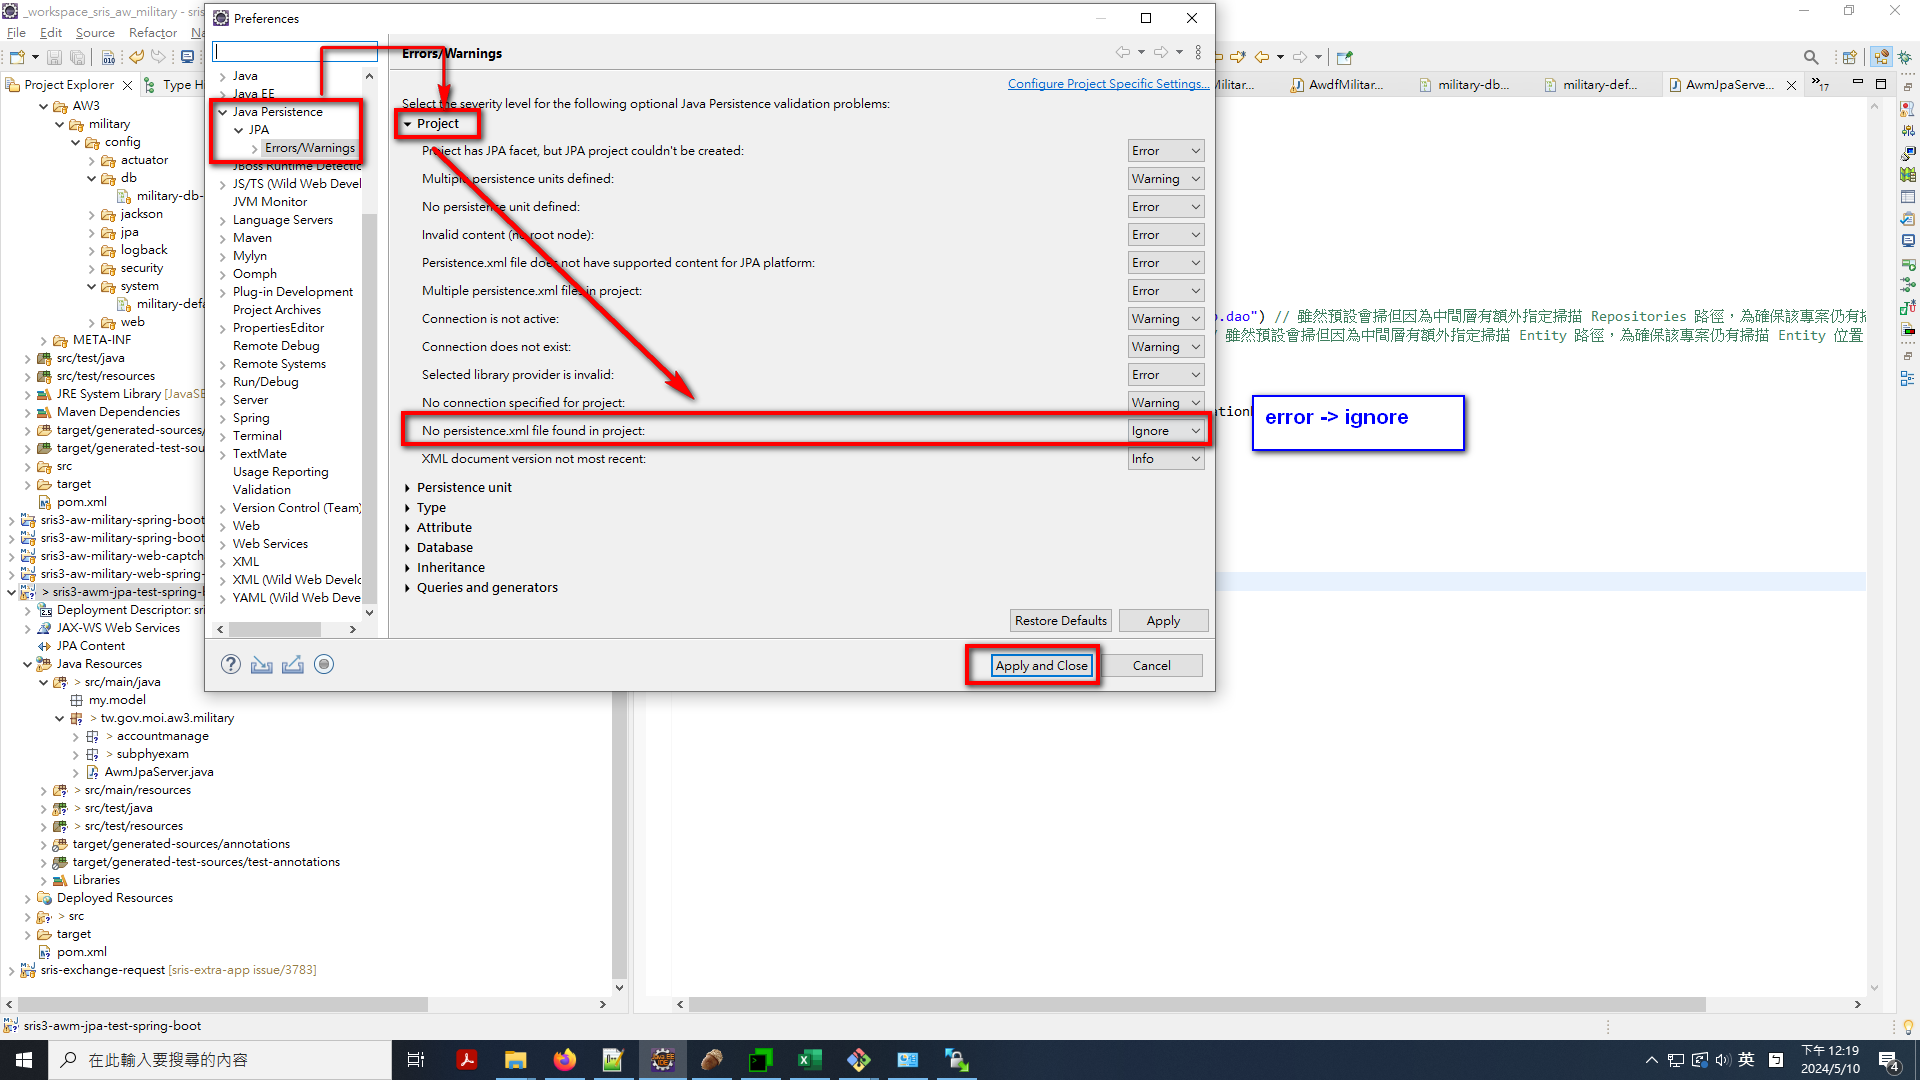 _workspace_sris_aw_military - sris
File Edit Source Refactor Na
Project Explorer
Type H
AW3
military
config
actuator
db
military-db-
jackson
jpa
logback
security
system
military-defa
web
META-INF
src/test/java
src/test/resources
JRE System Library [JavaSE
Maven Dependencies
target/generated-sources/
target/generated-test-sou
src
target
pom.xml
sris3-aw-military-spring-boot
sris3-aw-military-spring-boot
sris3-aw-military-web-captch
sris3-aw-military-web-spring-
> sris3-awm-jpa-test-spring-b
Deployment Descriptor: sri
JAX-WS Web Services
JPA Content
Java Resources
> src/main/java
my.model
> tw.gov.moi.aw3.military
> accountmanage
> subphyexam
AwmJpaServer.java
> src/main/resources
> src/test/java
> src/test/resources
target/generated-sources/annotations
target/generated-test-sources/test-annotations
Libraries
Deployed Resources
> src
target
pom.xml
sris-exchange-request [sris-extra-app issue/3783]
sris3-awm-jpa-test-spring-boot
Preferences
Java
Java EE
Java Persistence
JPA
Errors/Warnings
JBoss Runtime Detectic
JS/TS (Wild Web Devel
JVM Monitor
Language Servers
Maven
Mylyn
Oomph
Plug-in Development
Project Archives
PropertiesEditor
Remote Debug
Remote Systems
Run/Debug
Server
Spring
Terminal
TextMate
Usage Reporting
Validation
Version Control (Team)
Web
Web Services
XML
XML (Wild Web Develo
YAML (Wild Web Deve
Errors/Warnings
Configure Project Specific Settings...
Select the severity level for the following optional Java Persistence validation problems:
Project
Project has JPA facet, but JPA project couldn't be created: Error
Multiple persistence units defined: Warning
No persistence unit defined: Error
Invalid content (no root node): Error
Persistence.xml file does not have supported content for JPA platform: Error
Multiple persistence.xml files in project: Error
Connection is not active: Warning
Connection does not exist: Warning
Selected library provider is invalid: Error
No connection specified for project: Warning
No persistence.xml file found in project: Ignore
XML document version not most recent: Info
Persistence unit
Type
Attribute
Database
Inheritance
Queries and generators
Restore Defaults Apply
Apply and Close Cancel
Militar...
AwdfMilitar...
military-db...
military-def...
AwmJpaServe...
17
.dao") // 雖然預設會掃但因為中間層有額外指定掃描 Repositories 路徑，為確保該專案仍有掃
雖然預設會掃但因為中間層有額外指定掃描 Entity 路徑，為確保該專案仍有掃描 Entity 位置
error -> ignore
在此輸入要搜尋的內容
英
下午 12:19
2024/5/10
4